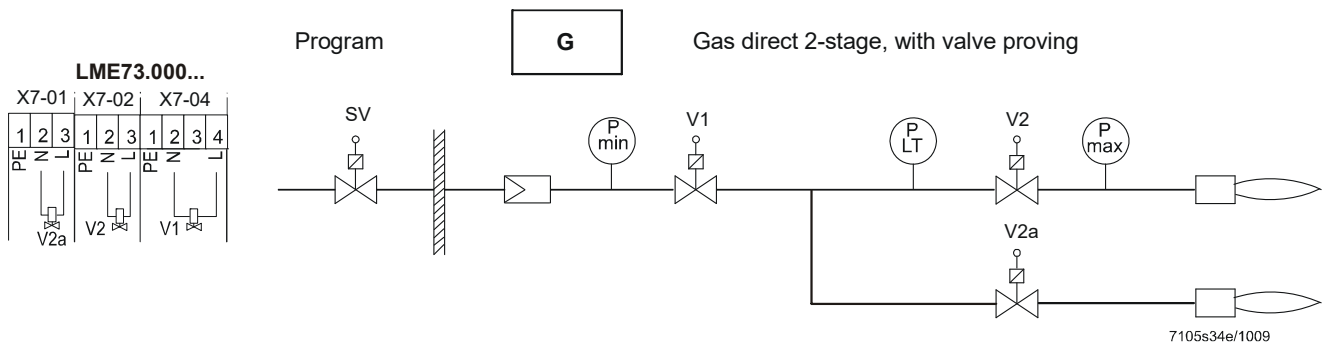 Program
G
Gas direct 2-stage, with valve proving
LME73.000...
X7-01 X7-02 X7-04
1 2 3 1 2 3 1 2 3 4
PE N L PE N L PE N L
V2a V2 V1
SV
P min
V1
P LT
V2
P max
V2a
7105s34e/1009